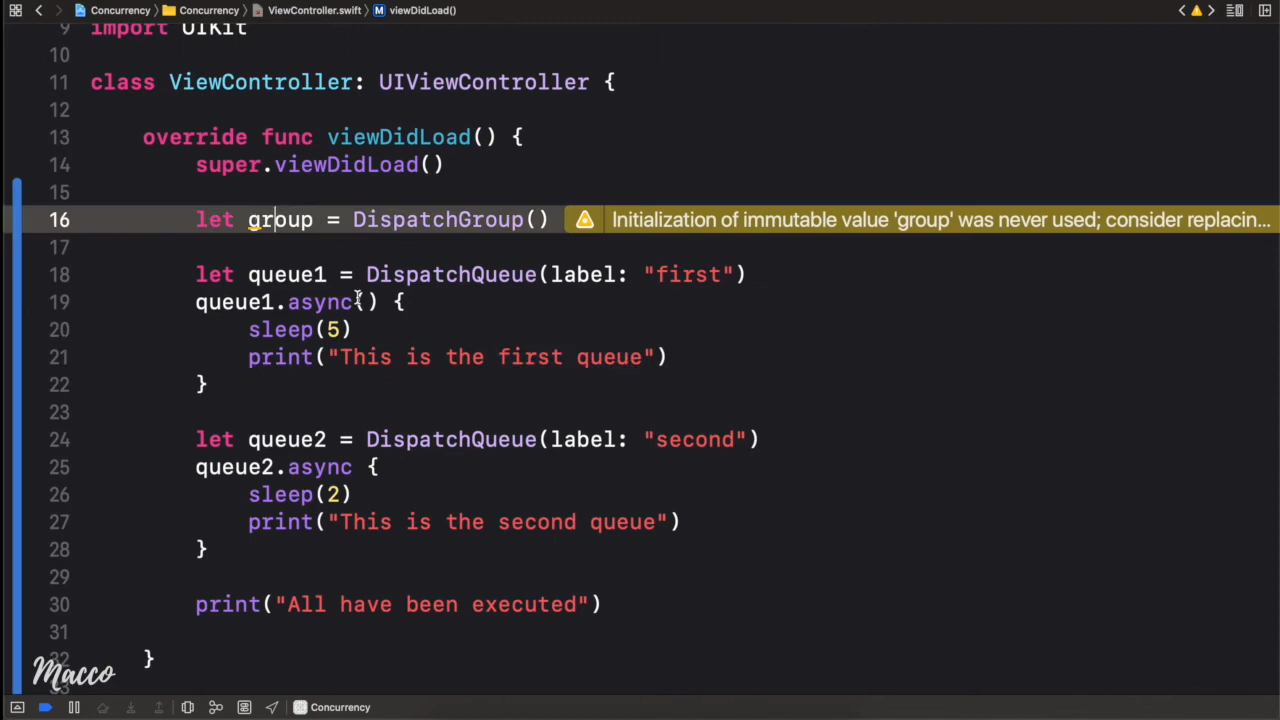 Concurrency > Concurrency > ViewController.swift > M viewDidLoad()
9 import UIKit
10
11 class ViewController: UIViewController {
12
13 override func viewDidLoad() {
14 super.viewDidLoad()
15
16 let group = DispatchGroup() Initialization of immutable value 'group' was never used; consider replacin...
17
18 let queue1 = DispatchQueue(label: "first")
19 queue1.async() {
20 sleep(5)
21 print("This is the first queue")
22 }
23
24 let queue2 = DispatchQueue(label: "second")
25 queue2.async {
26 sleep(2)
27 print("This is the second queue")
28 }
29
30 print("All have been executed")
31
32 }
33
Macco
Concurrency